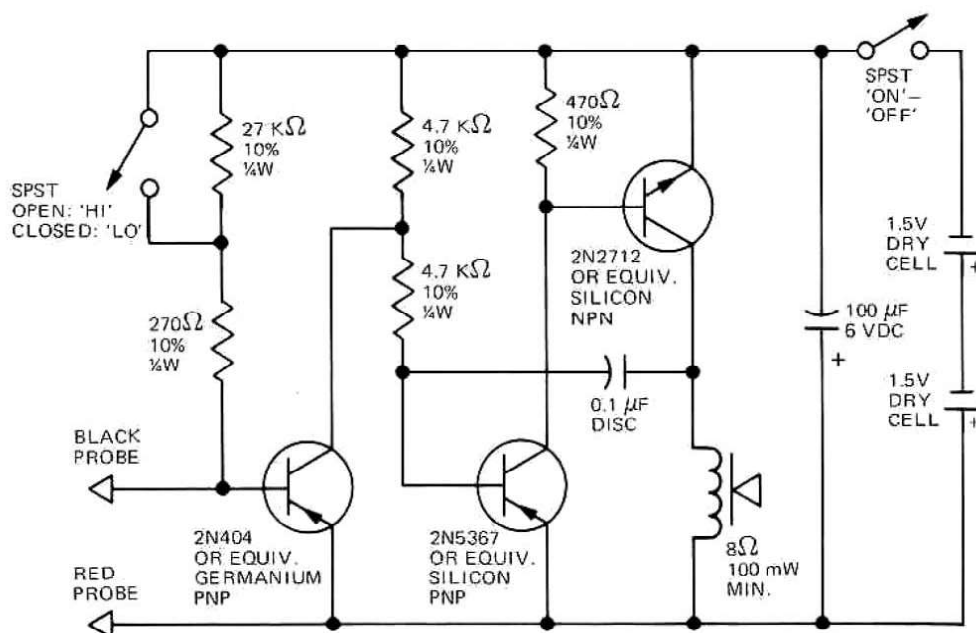 SPST
'ON'–
'OFF'
27 KΩ
10%
¼W
4.7 KΩ
10%
¼W
470Ω
10%
¼W
SPST
OPEN: 'HI'
CLOSED: 'LO'
4.7 KΩ
10%
¼W
2N2712
OR EQUIV.
SILICON
NPN
1.5V
DRY
CELL
+
270Ω
10%
¼W
100 µF
6 VDC
+
0.1 µF
DISC
1.5V
DRY
CELL
+
BLACK
PROBE
2N404
OR EQUIV.
GERMANIUM
PNP
2N5367
OR EQUIV.
SILICON
PNP
8Ω
100 mW
MIN.
RED
PROBE